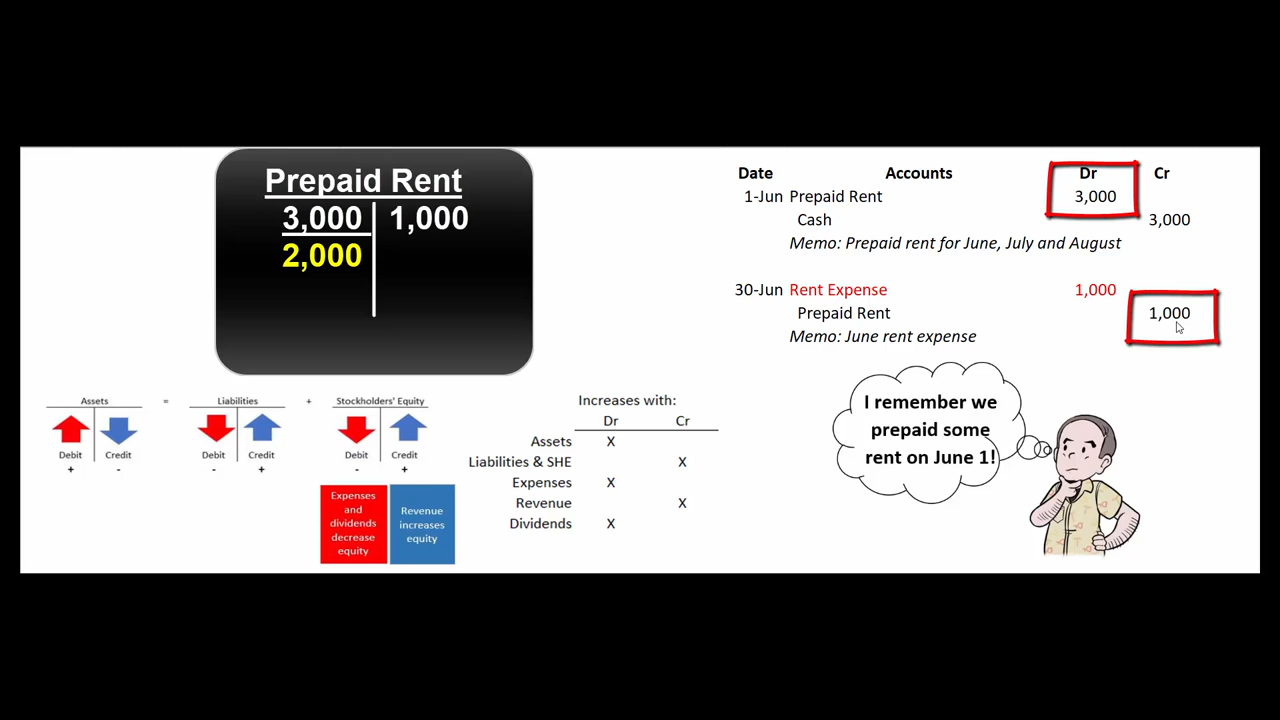 Prepaid Rent
3,000 1,000
2,000
Date Accounts Dr Cr
1-Jun Prepaid Rent 3,000
Cash 3,000
Memo: Prepaid rent for June, July and August
30-Jun Rent Expense 1,000
Prepaid Rent 1,000
Memo: June rent expense
Assets = Liabilities + Stockholders' Equity
Debit Credit Debit Credit Debit Credit
+ - - + - +
Expenses
and
dividends
decrease
equity
Revenue
increases
equity
Increases with:
Dr Cr
Assets X
Liabilities & SHE X
Expenses X
Revenue X
Dividends X
I remember we
prepaid some
rent on June 1!